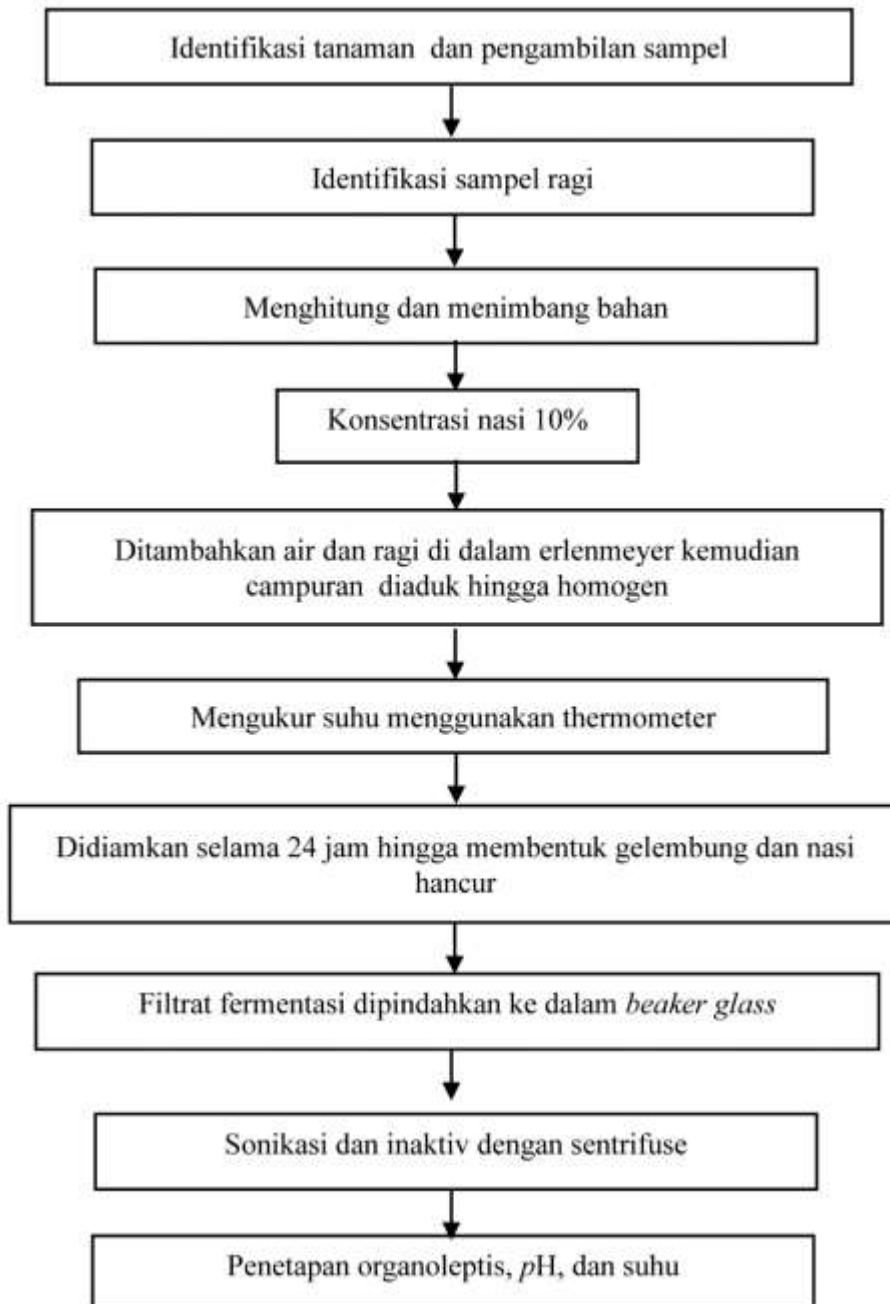 Identifikasi tanaman dan pengambilan sampel
Identifikasi sampel ragi
Menghitung dan menimbang bahan
Konsentrasi nasi 10%
Ditambahkan air dan ragi di dalam erlenmeyer kemudian
campuran diaduk hingga homogen
Mengukur suhu menggunakan thermometer
Didiamkan selama 24 jam hingga membentuk gelembung dan nasi
hancur
Filtrat fermentasi dipindahkan ke dalam beaker glass
Sonikasi dan inaktiv dengan sentrifuse
Penetapan organoleptis, pH, dan suhu